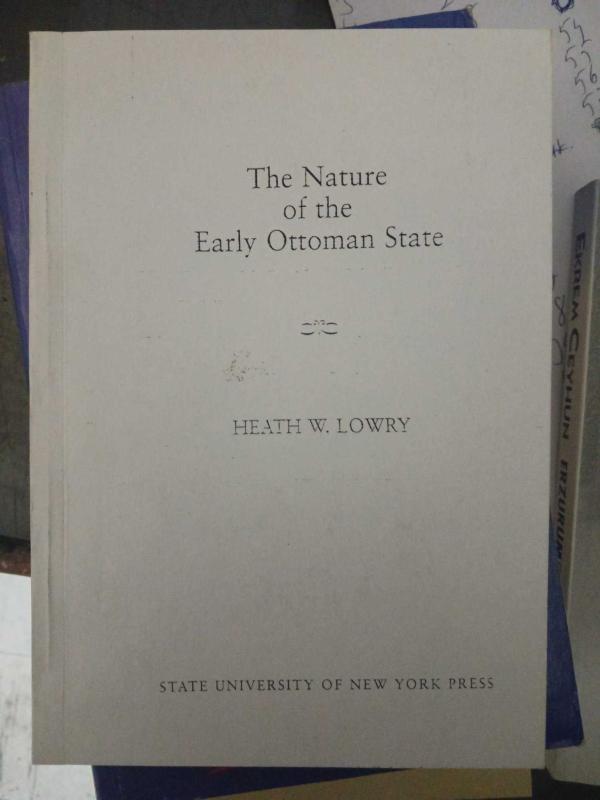 The Nature
of the
Early Ottoman State
HEATH W. LOWRY
STATE UNIVERSITY OF NEW YORK PRESS
EKREM CEYHUN ERZURUM